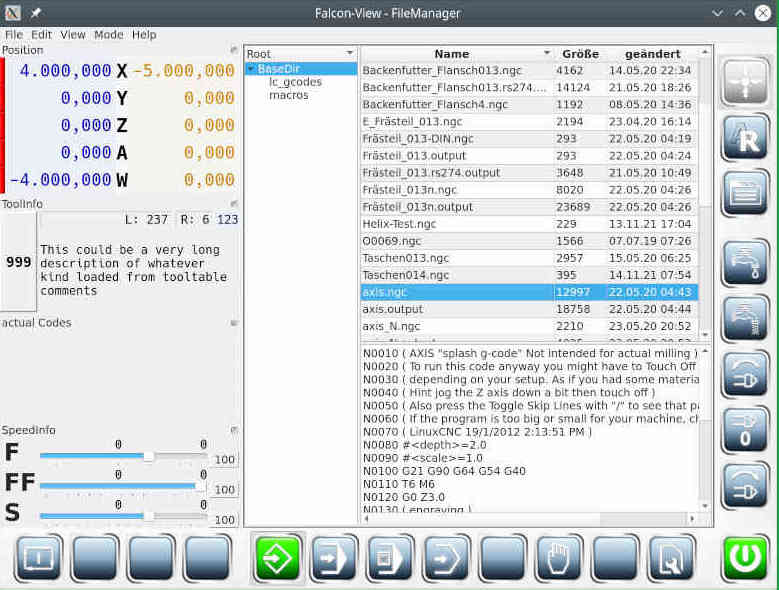 Falcon-View - FileManager
File Edit View Mode Help
Position
4.000,000 X -5.000,000
0,000 Y 0,000
0,000 Z 0,000
0,000 A 0,000
-4.000,000 W 0,000
ToolInfo
L: 237 R: 6 123
999
This could be a very long
description of whatever
kind loaded from tooltable
comments
actual Codes
SpeedInfo
0 0
F 100
0 0
FF 100
0 0
S 100
Root
BaseDir
lc_gcodes
macros
Name Größe geändert
Backenfutter_Flansch013.ngc 4162 14.05.20 22:34
Backenfutter_Flansch013.rs274.... 14124 21.05.20 18:26
Backenfutter_Flansch4.ngc 1192 08.05.20 14:36
E_Frästeil_013.ngc 2194 23.04.20 16:14
Frästeil_013-DIN.ngc 293 22.05.20 04:19
Frästeil_013.output 293 22.05.20 04:24
Frästeil_013.rs274.output 3648 21.05.20 10:49
Frästeil_013n.ngc 8020 22.05.20 04:26
Frästeil_013n.output 23689 22.05.20 04:26
Helix-Test.ngc 229 13.11.21 17:04
O0069.ngc 1566 07.07.19 07:26
Taschen013.ngc 2957 15.05.20 06:25
Taschen014.ngc 395 14.11.21 07:54
axis.ngc 12997 22.05.20 04:43
axis.output 18758 22.05.20 04:44
axis_N.ngc 2210 23.05.20 20:52
N0010 ( AXIS "splash g-code" Not intended for actual milling )
N0020 ( To run this code anyway you might have to Touch Off
N0030 ( depending on your setup. As if you had some materia
N0040 ( Hint jog the Z axis down a bit then touch off )
N0050 ( Also press the Toggle Skip Lines with "/" to see that pa
N0060 ( If the program is too big or small for your machine, ch
N0070 ( LinuxCNC 19/1/2012 2:13:51 PM )
N0080 #<depth>=2.0
N0090 #<scale>=1.0
N0100 G21 G90 G64 G54 G40
N0110 T6 M6
N0120 G0 Z3.0
N0130 ( engraving )
A
R
0